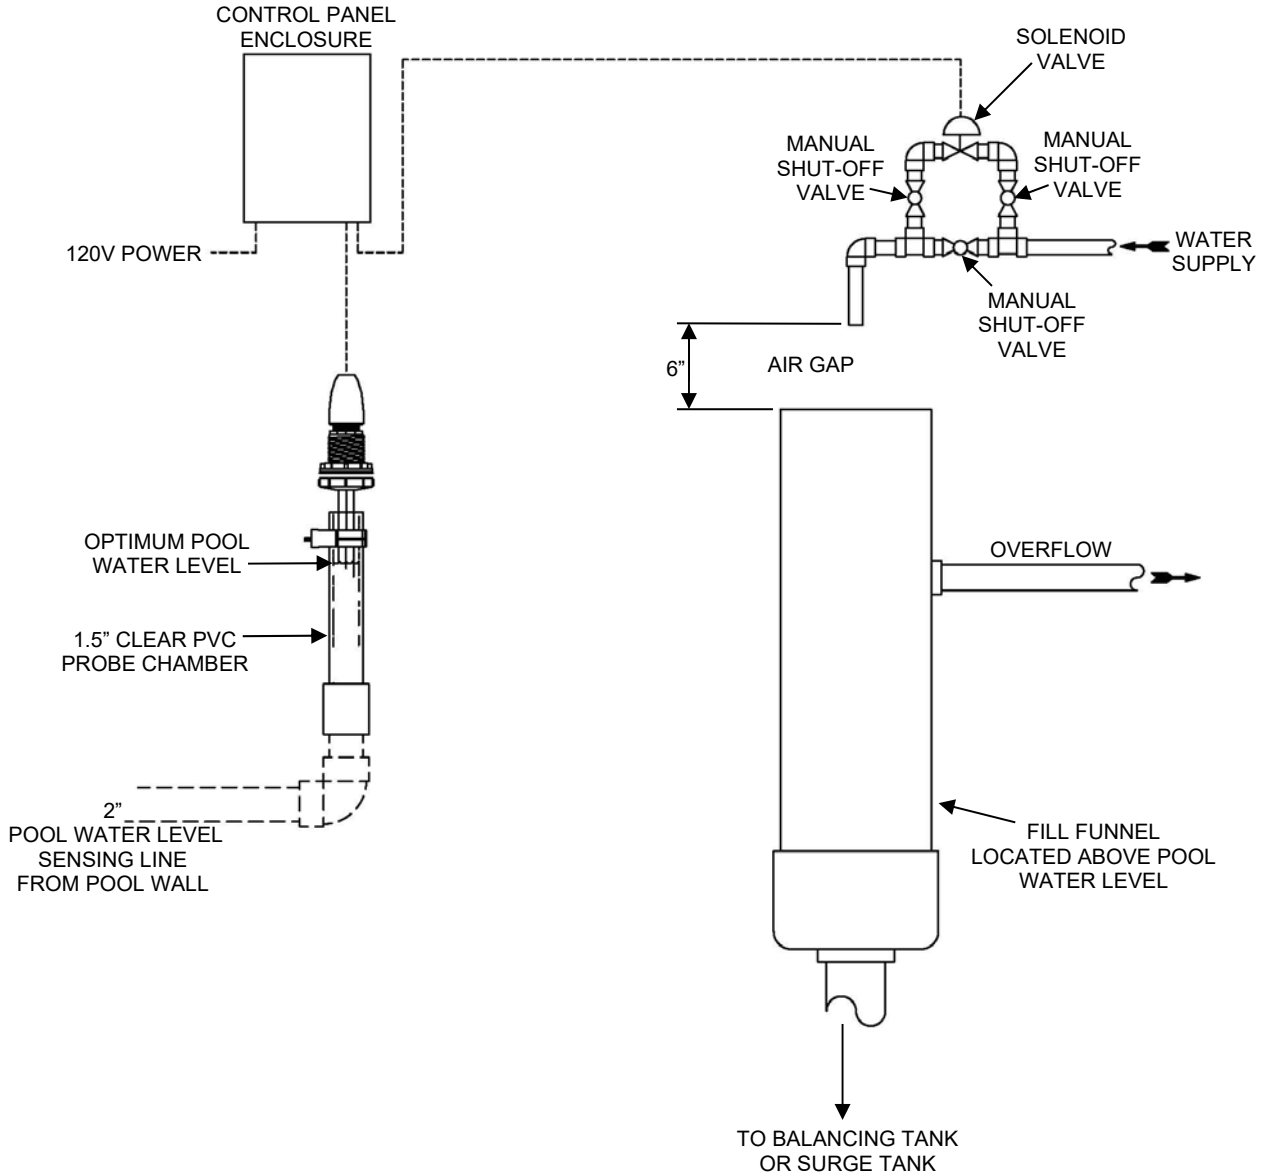 CONTROL PANEL
ENCLOSURE
SOLENOID
VALVE
MANUAL
SHUT-OFF
VALVE
MANUAL
SHUT-OFF
VALVE
120V POWER
WATER
SUPPLY
MANUAL
SHUT-OFF
VALVE
6”
AIR GAP
OPTIMUM POOL
WATER LEVEL
OVERFLOW
1.5” CLEAR PVC
PROBE CHAMBER
2”
POOL WATER LEVEL
SENSING LINE
FROM POOL WALL
FILL FUNNEL
LOCATED ABOVE POOL
WATER LEVEL
TO BALANCING TANK
OR SURGE TANK